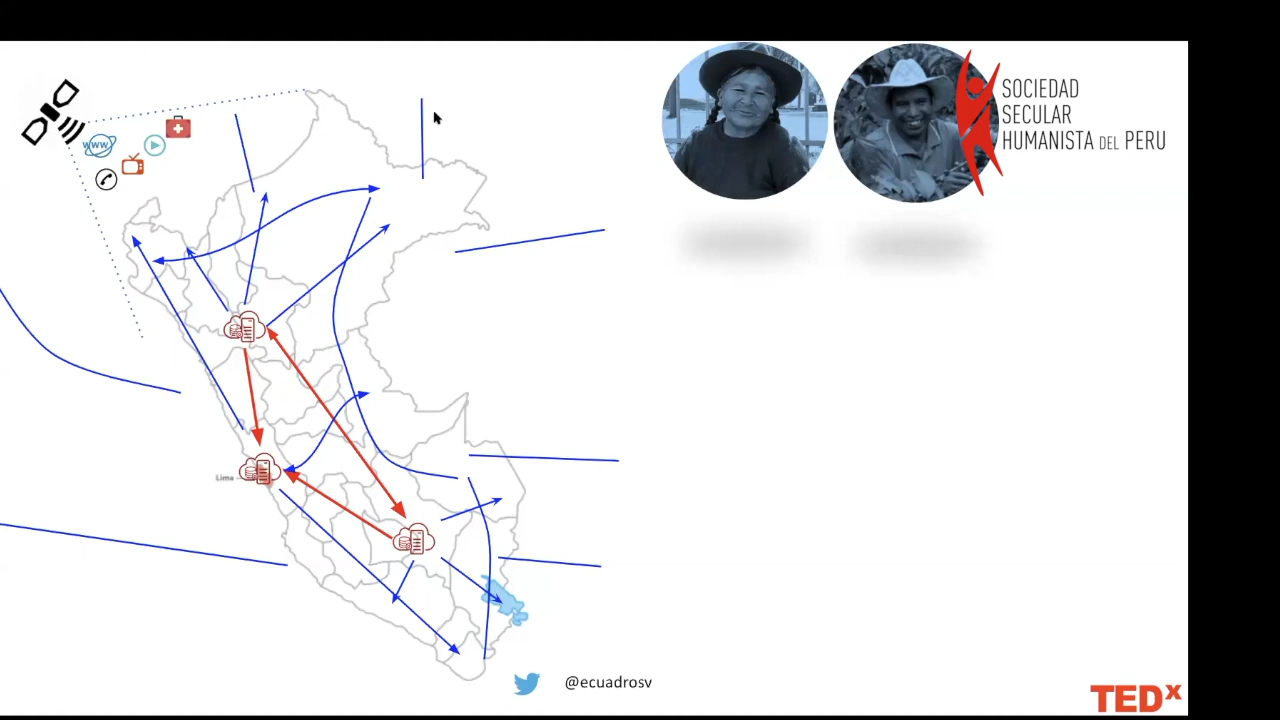 SOCIEDAD
SECULAR
HUMANISTA DEL PERU
WWW
Lima
@ecuadrosv
TEDx